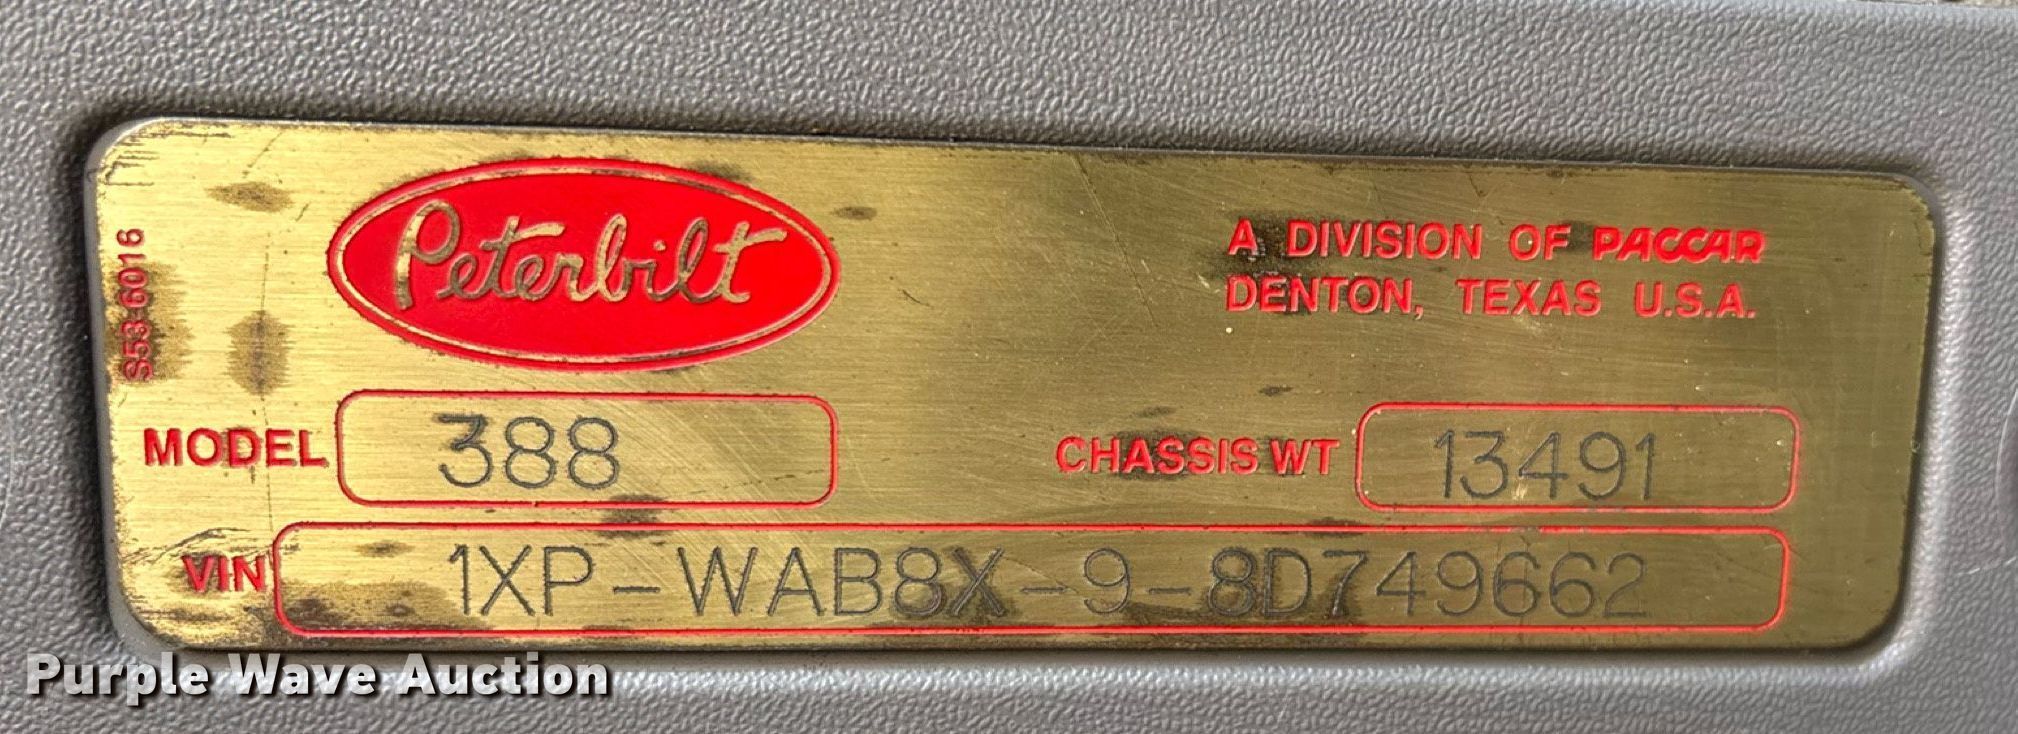 S53-6016
Peterbilt
A DIVISION OF PACCAR
DENTON, TEXAS U.S.A.
MODEL 388
CHASSIS WT 13491
VIN 1XP-WAB8X-9-8D749662
Purple Wave Auction